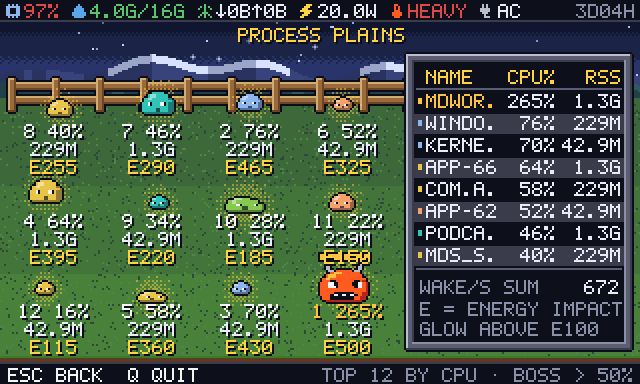 97% 4.0G/16G ↓0B↑0B 20.0W HEAVY AC 3D04H
PROCESS PLAINS
8 40% 7 46% 2 76% 6 52%
229M 1.3G 229M 42.9M
E255 E290 E465 E325
4 64% 9 34% 10 28% 11 22%
1.3G 42.9M 1.3G 229M
E395 E220 E185 E150
12 16% 5 58% 3 70% 1 265%
42.9M 229M 42.9M 1.3G
E115 E360 E430 E500
NAME CPU% RSS
MDWOR. 265% 1.3G
WINDO. 76% 229M
KERNE. 70% 42.9M
APP-66 64% 1.3G
COM.A. 58% 229M
APP-62 52% 42.9M
PODCA. 46% 1.3G
MDS_S. 40% 229M
WAKE/S SUM 672
E = ENERGY IMPACT
GLOW ABOVE E100
ESC BACK Q QUIT TOP 12 BY CPU · BOSS > 50%